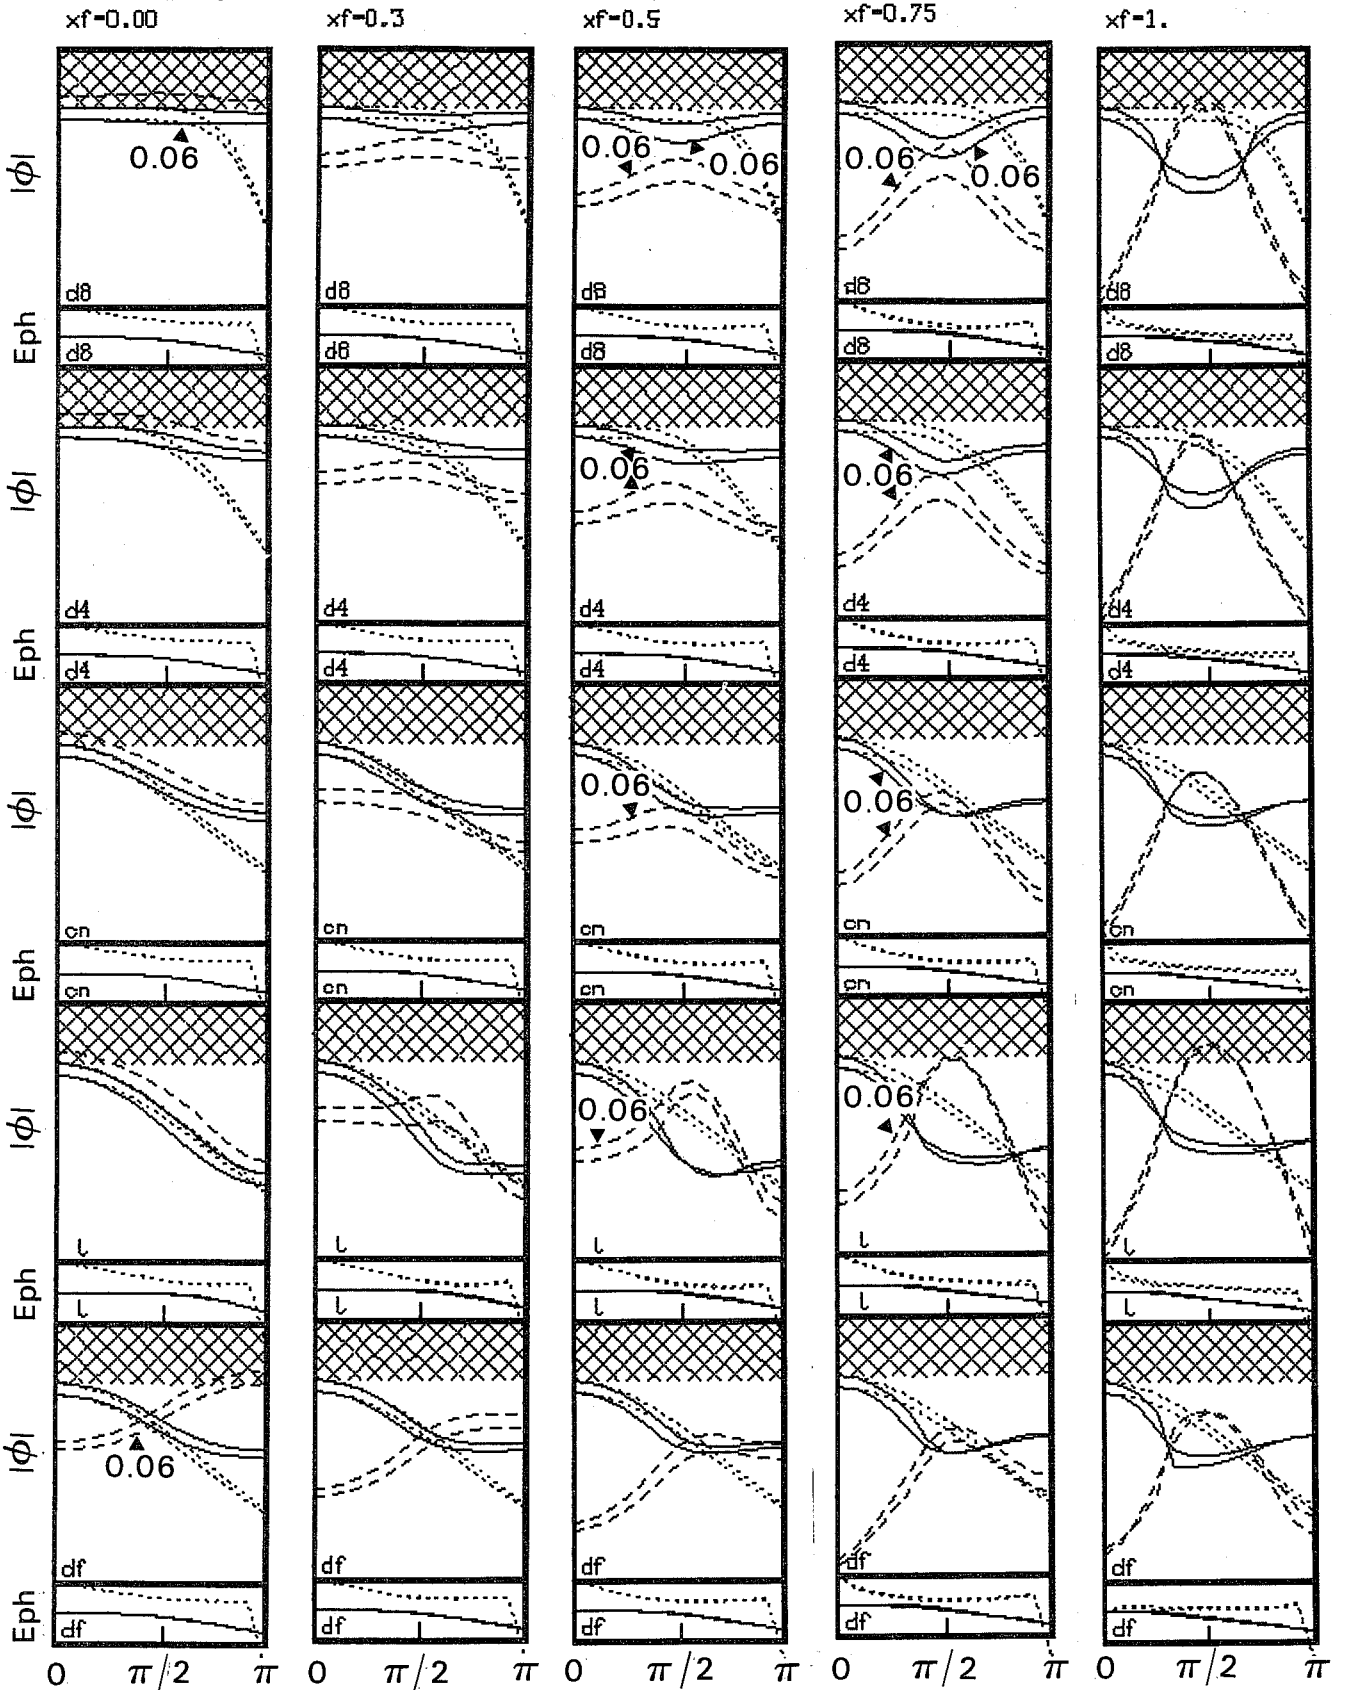 xf=0.00 xf=0.3 xf=0.5 xf=0.75 xf=1.
|ϕ| 0.06 0.06 0.06 0.06 0.06
d8 d8 d8 d8 d8
Eph d8 d8 d8 d8 d8
|ϕ| 0.06 0.06
d4 d4 d4 d4 d4
Eph d4 d4 d4 d4 d4
|ϕ| 0.06 0.06
cn cn cn cn cn
Eph cn cn cn cn cn
|ϕ| 0.06 0.06
l l l l l
Eph l l l l l
|ϕ| 0.06
df df df df df
Eph df df df df df
0 π/2 π 0 π/2 π 0 π/2 π 0 π/2 π 0 π/2 π